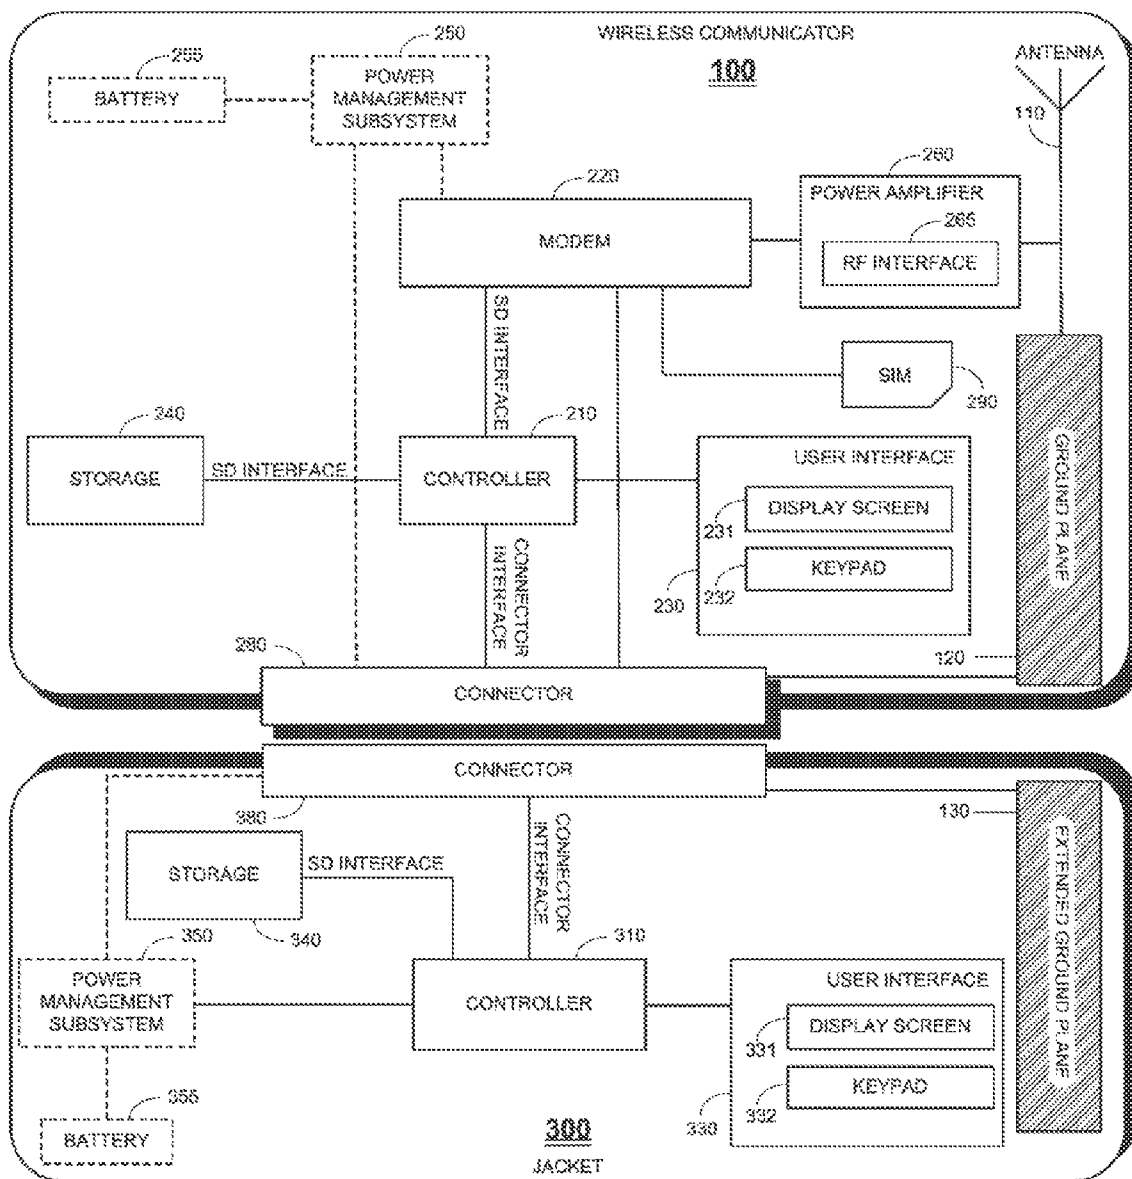 WIRELESS COMMUNICATOR
100
ANTENNA
110
255
BATTERY
250
POWER
MANAGEMENT
SUBSYSTEM
220
MODEM
260
POWER AMPLIFIER
265
RF INTERFACE
SD INTERFACE
SIM
290
240
STORAGE
SD INTERFACE
210
CONTROLLER
USER INTERFACE
231
DISPLAY SCREEN
232
KEYPAD
230
GROUND PLANE
120
CONNECTOR
INTERFACE
280
CONNECTOR
CONNECTOR
380
130
EXTENDED GROUND PLANE
CONNECTOR
INTERFACE
STORAGE
SD INTERFACE
340
350
POWER
MANAGEMENT
SUBSYSTEM
310
CONTROLLER
USER INTERFACE
331
DISPLAY SCREEN
332
KEYPAD
330
355
BATTERY
300
JACKET